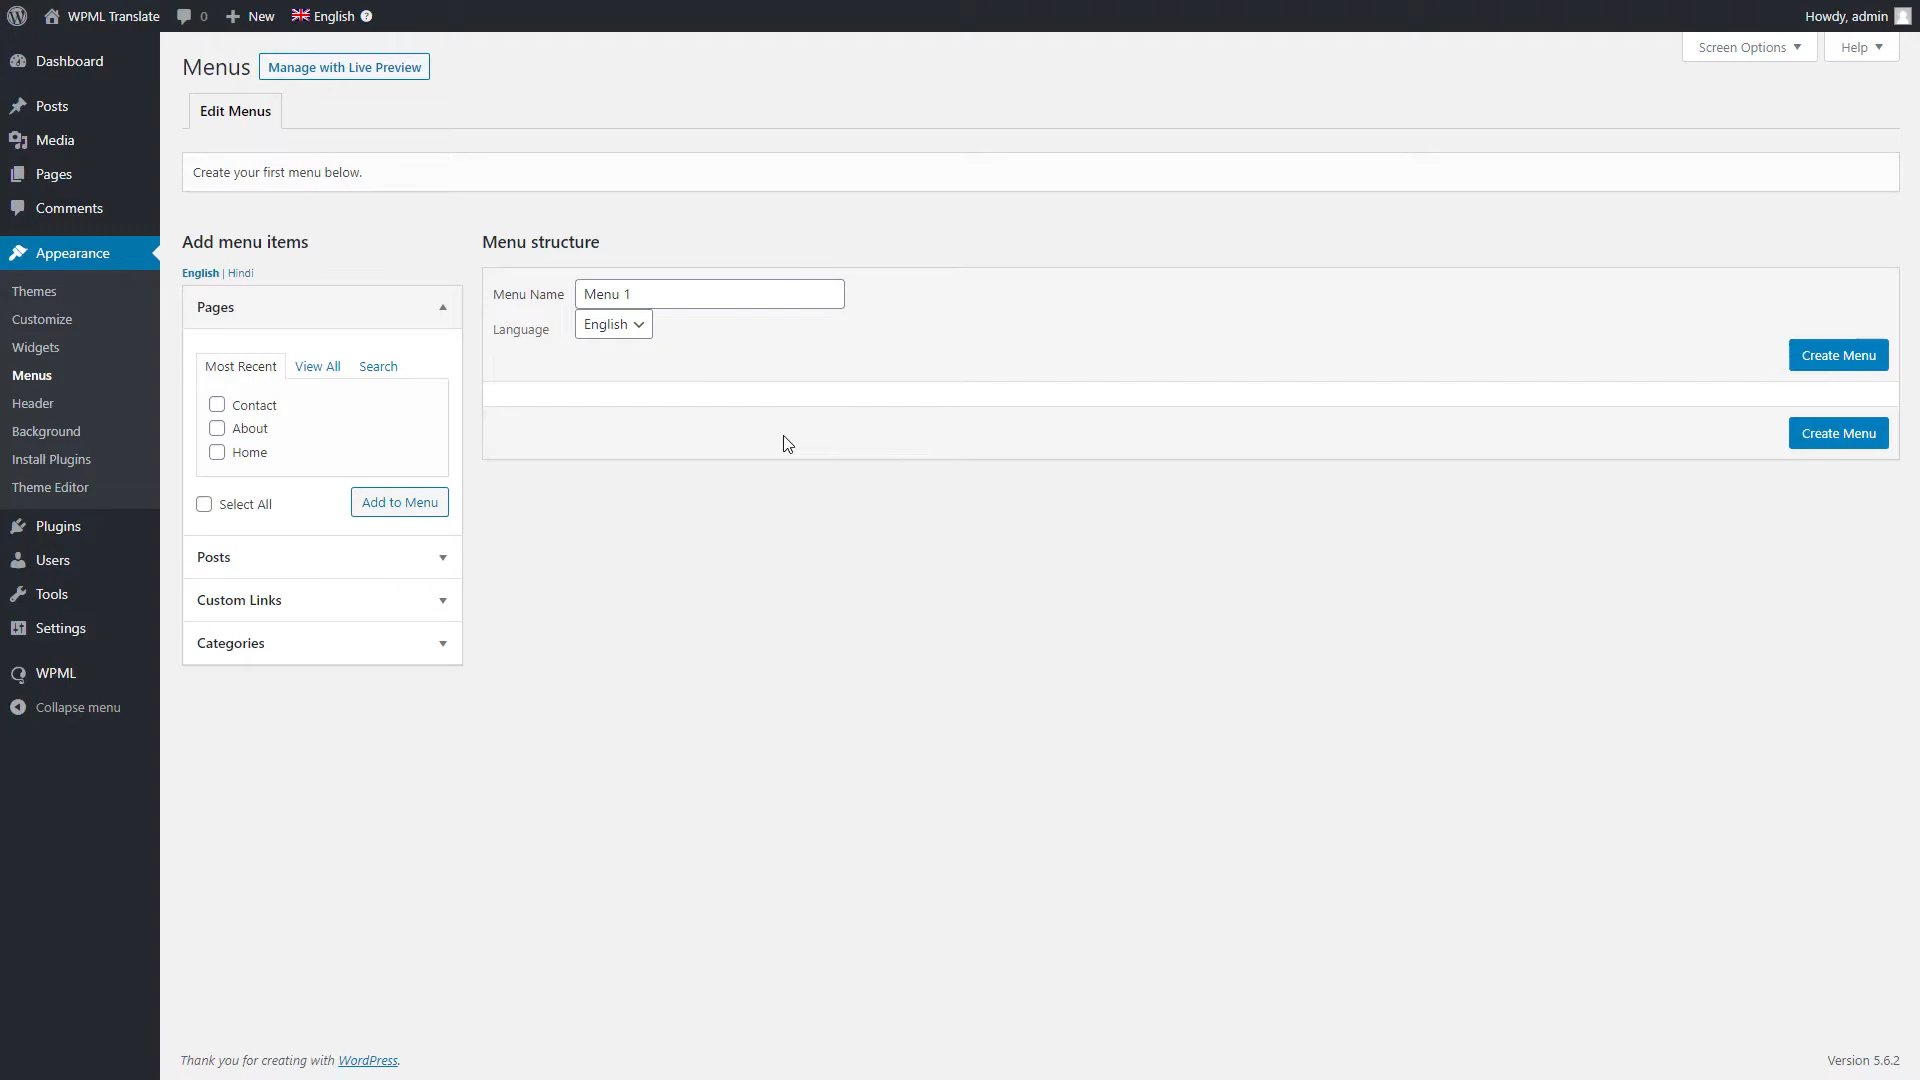 WPML Translate 0 New English Howdy, admin
Screen Options Help
Dashboard
Posts
Media
Pages
Comments
Appearance
Themes
Customize
Widgets
Menus
Header
Background
Install Plugins
Theme Editor
Plugins
Users
Tools
Settings
WPML
Collapse menu
Menus Manage with Live Preview
Edit Menus
Create your first menu below.
Add menu items
English | Hindi
Pages
Most Recent View All Search
Contact
About
Home
Select All Add to Menu
Posts
Custom Links
Categories
Menu structure
Menu Name Menu 1
Language English
Create Menu
Create Menu
Thank you for creating with WordPress.
Version 5.6.2